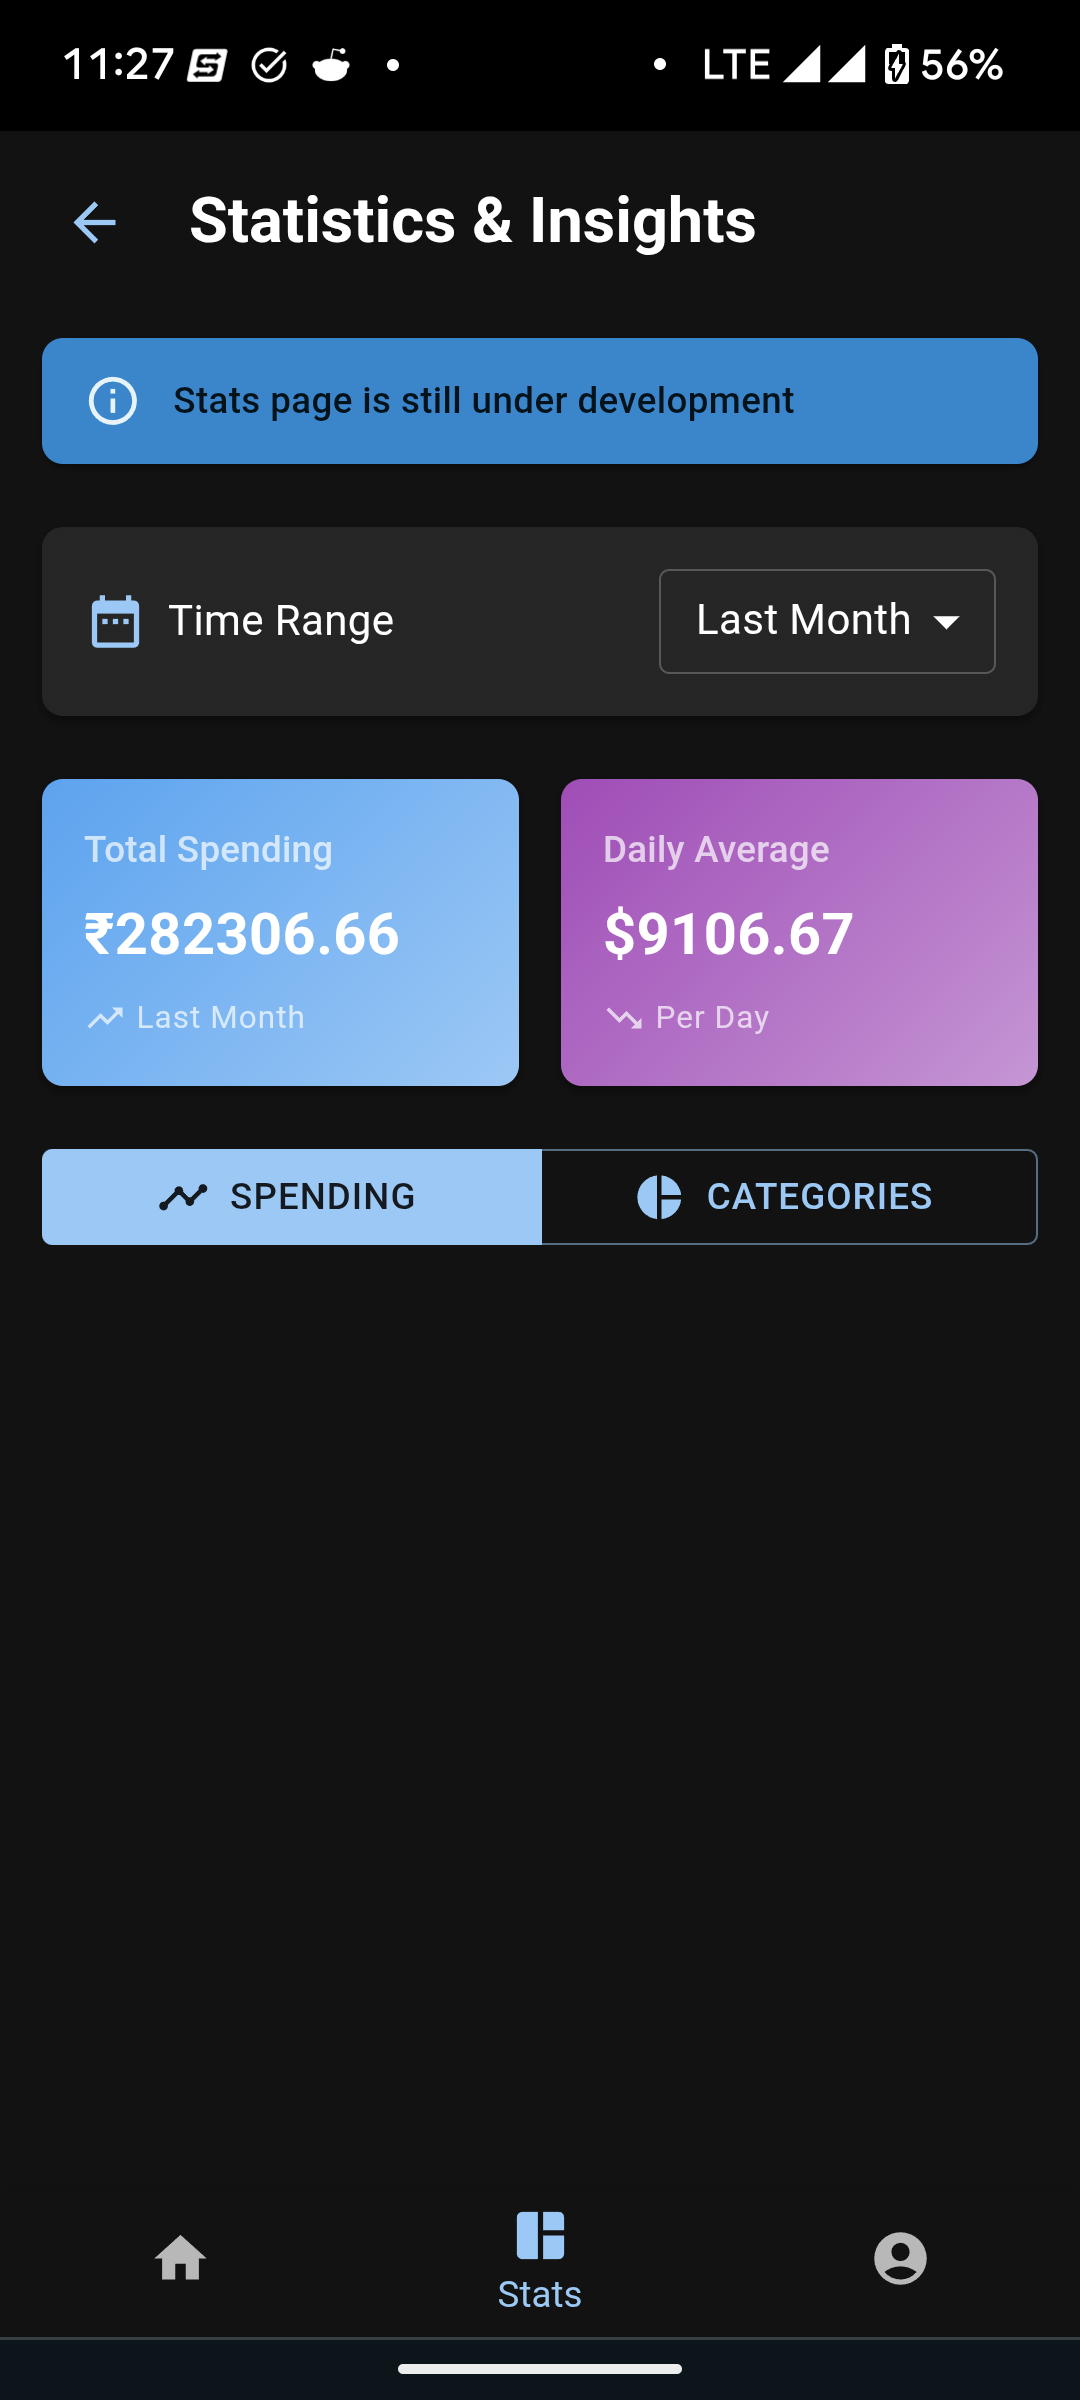 11:27 LTE 56%
Statistics & Insights
Stats page is still under development
Time Range Last Month
Total Spending
₹282306.66
Last Month
Daily Average
$9106.67
Per Day
SPENDING CATEGORIES
Stats